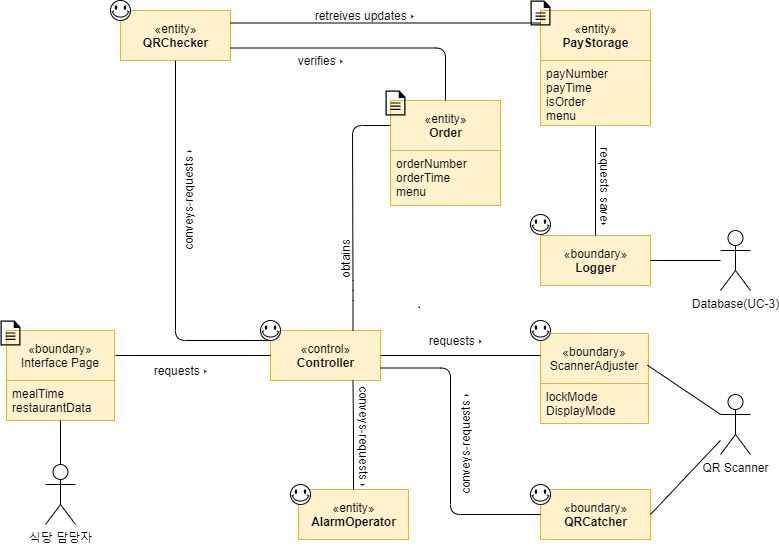 «entity»
QRChecker
retreives updates
verifies
«entity»
PayStorage
payNumber
payTime
isOrder
menu
«entity»
Order
orderNumber
orderTime
menu
conveys-requests
obtains
requests save
«boundary»
Logger
Database(UC-3)
«boundary»
Interface Page
mealTime
restaurantData
requests
«control»
Controller
requests
«boundary»
ScannerAdjuster
lockMode
DisplayMode
conveys-requests
conveys-requests
QR Scanner
«entity»
AlarmOperator
«boundary»
QRCatcher
식당 담당자